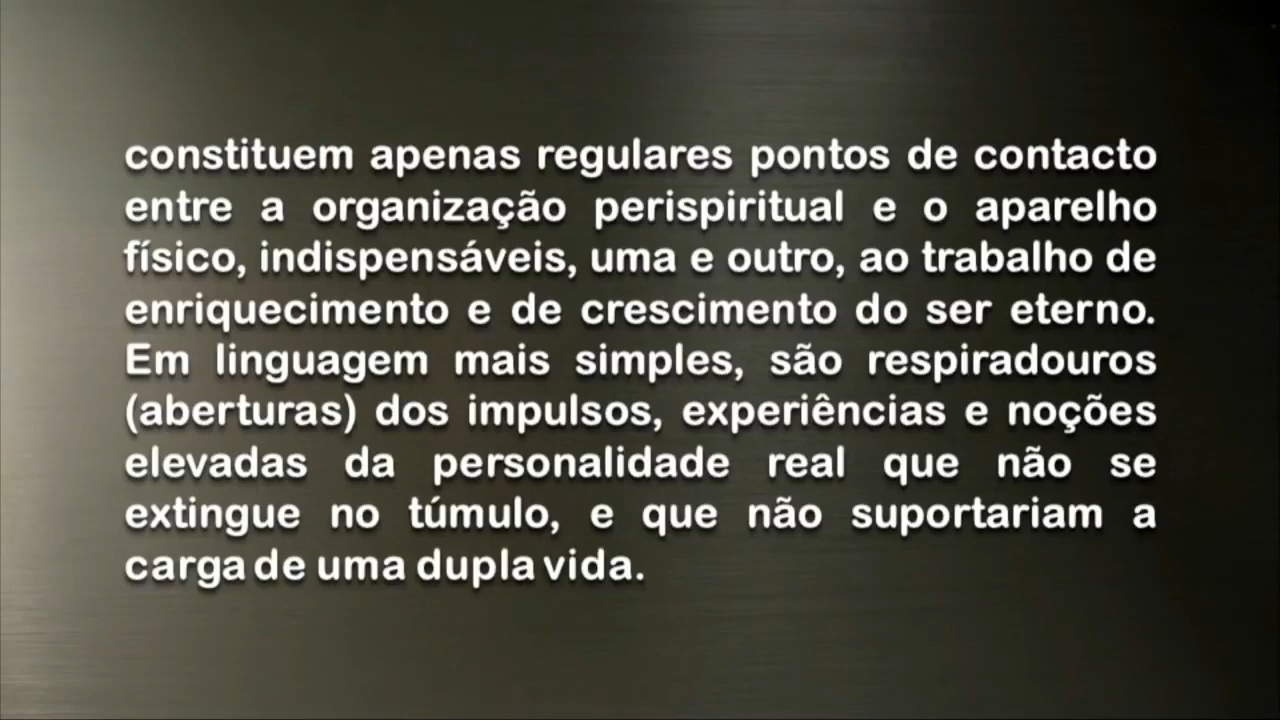 constituem apenas regulares pontos de contacto
entre a organização perispiritual e o aparelho
físico, indispensáveis, uma e outro, ao trabalho de
enriquecimento e de crescimento do ser eterno.
Em linguagem mais simples, são respiradouros
(aberturas) dos impulsos, experiências e noções
elevadas da personalidade real que não se
extingue no túmulo, e que não suportariam a
carga de uma dupla vida.